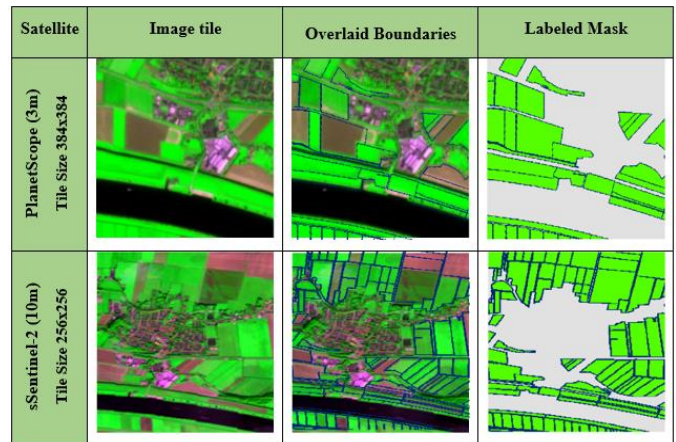 Satellite
Image tile
Overlaid Boundaries
Labeled Mask
PlanetScope (3m)
Tile Size 384x384
sSentinel-2 (10m)
Tile Size 256x256